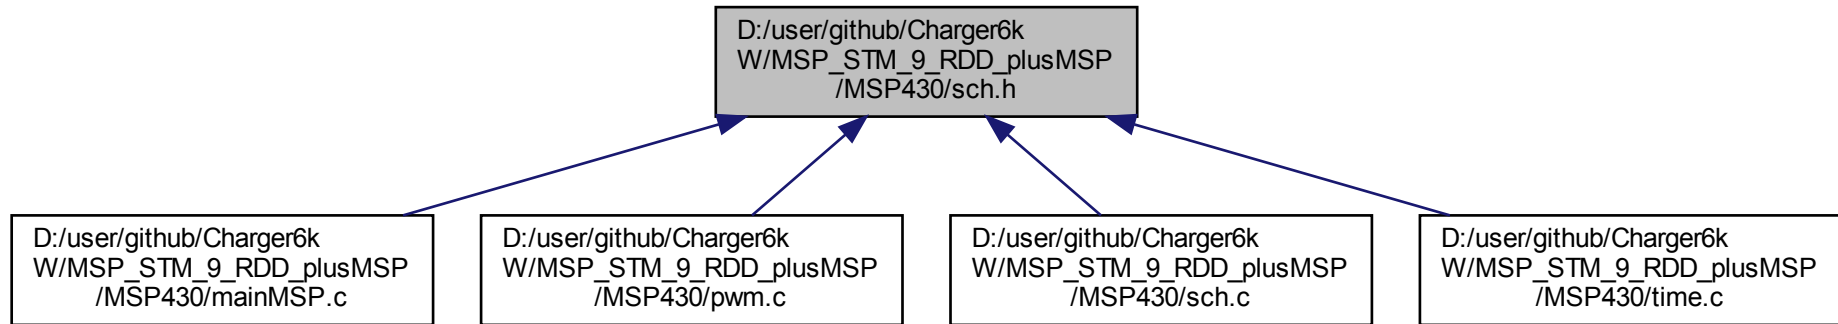 D:/user/github/Charger6k
W/MSP_STM_9_RDD_plusMSP
/MSP430/sch.h
D:/user/github/Charger6k
W/MSP_STM_9_RDD_plusMSP
/MSP430/mainMSP.c
D:/user/github/Charger6k
W/MSP_STM_9_RDD_plusMSP
/MSP430/pwm.c
D:/user/github/Charger6k
W/MSP_STM_9_RDD_plusMSP
/MSP430/sch.c
D:/user/github/Charger6k
W/MSP_STM_9_RDD_plusMSP
/MSP430/time.c